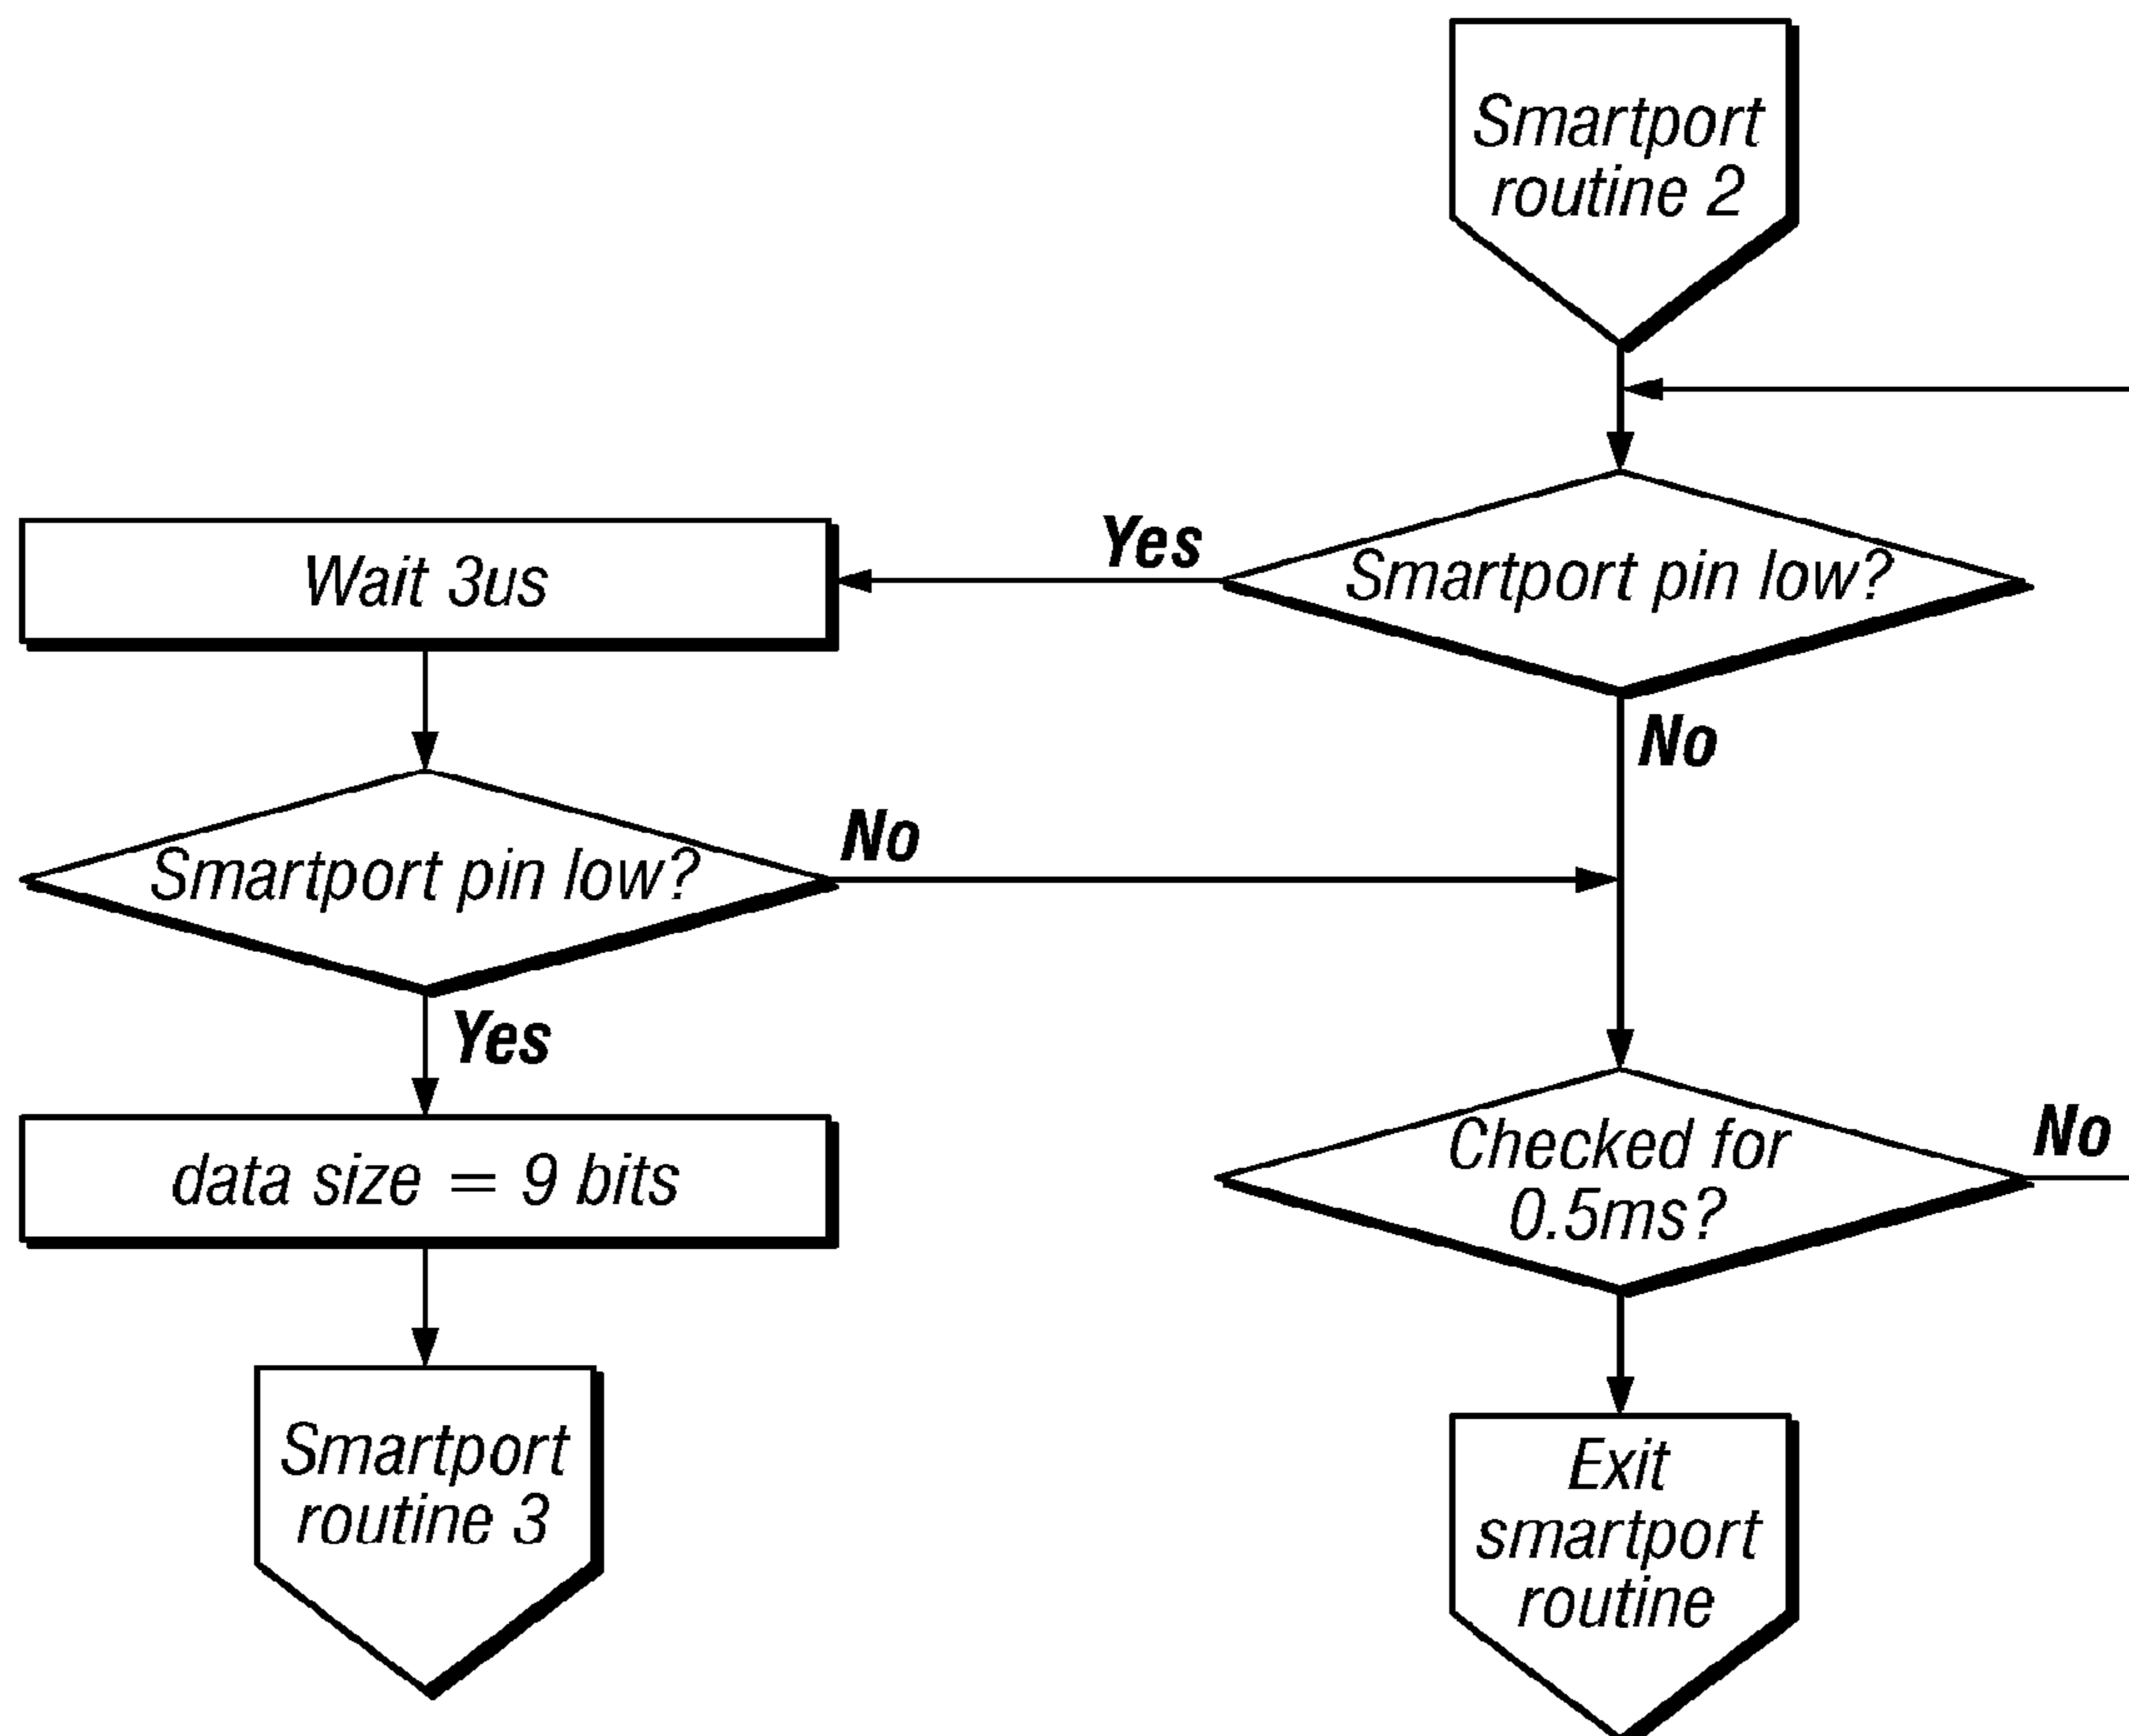 Smartport
routine 2
Yes
Smartport pin low?
Wait 3us
No
Smartport pin low?
No
Yes
Checked for
0.5ms?
No
data size = 9 bits
Smartport
routine 3
Exit
smartport
routine